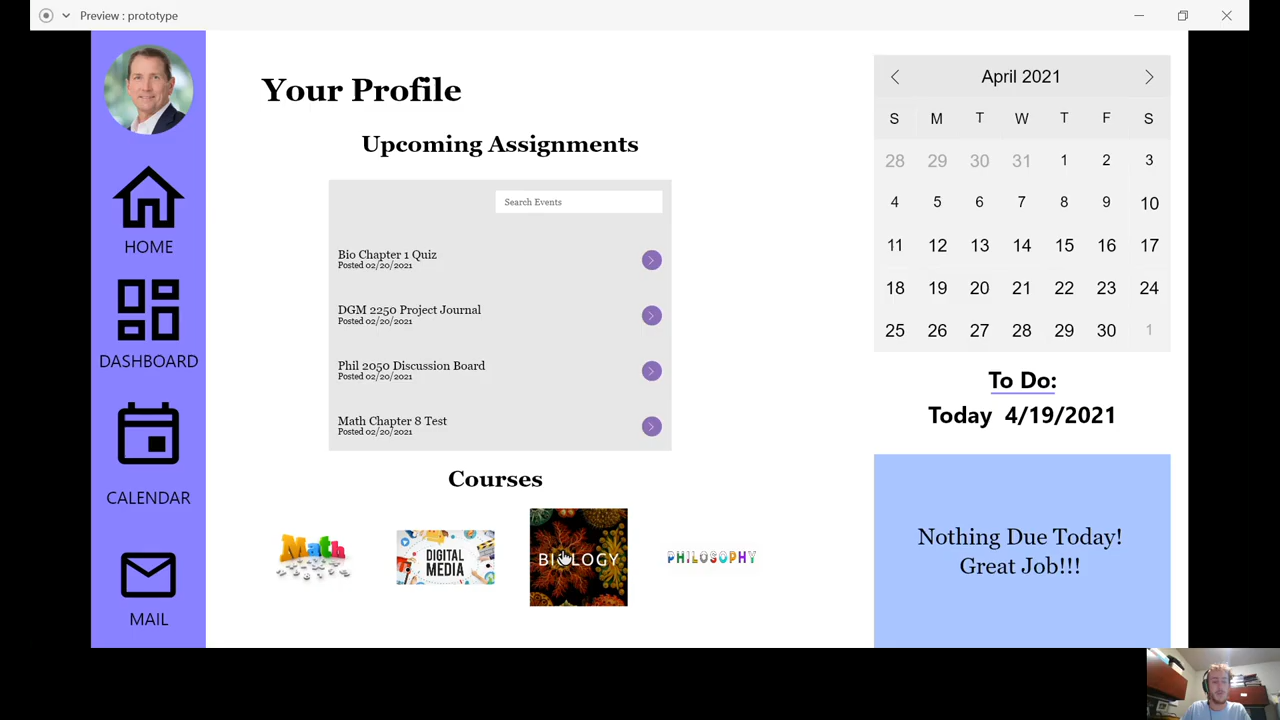 Preview : prototype
HOME
DASHBOARD
CALENDAR
MAIL
Your Profile
Upcoming Assignments
Search Events
Bio Chapter 1 Quiz
Posted 02/20/2021
DGM 2250 Project Journal
Posted 02/20/2021
Phil 2050 Discussion Board
Posted 02/20/2021
Math Chapter 8 Test
Posted 02/20/2021
Courses
Math
DIGITAL
MEDIA
BIOLOGY
PHILOSOPHY
April 2021
S M T W T F S
28 29 30 31 1 2 3
4 5 6 7 8 9 10
11 12 13 14 15 16 17
18 19 20 21 22 23 24
25 26 27 28 29 30 1
To Do:
Today 4/19/2021
Nothing Due Today!
Great Job!!!